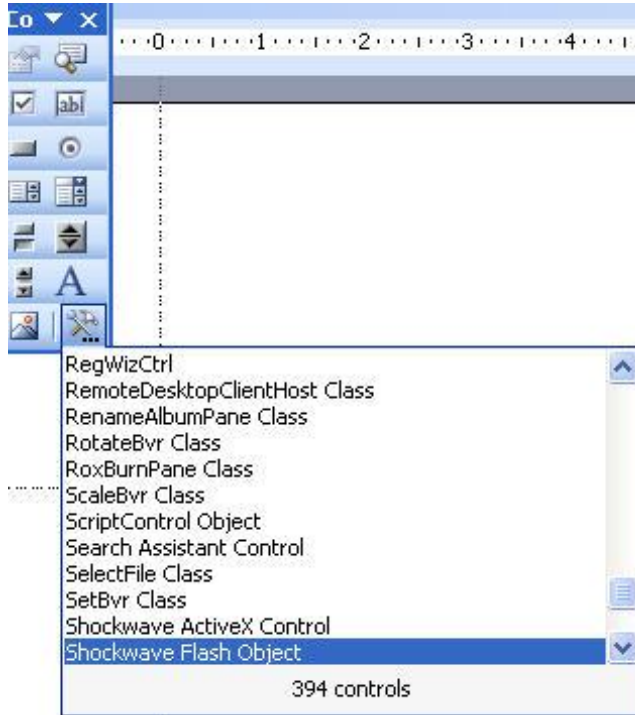 Co
0 1 2 3 4
abl
A
RegWizCtrl
RemoteDesktopClientHost Class
RenameAlbumPane Class
RotateBvr Class
RoxBurnPane Class
ScaleBvr Class
ScriptControl Object
Search Assistant Control
SelectFile Class
SetBvr Class
Shockwave ActiveX Control
Shockwave Flash Object
394 controls